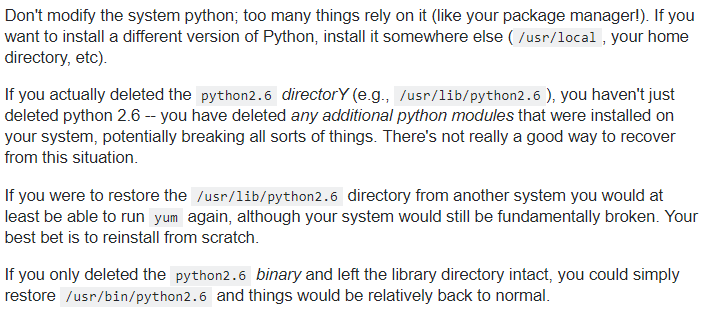 Don't modify the system python; too many things rely on it (like your package manager!). If you
want to install a different version of Python, install it somewhere else ( /usr/local , your home
directory, etc).
If you actually deleted the python2.6 directorY (e.g., /usr/lib/python2.6 ), you haven't just
deleted python 2.6 -- you have deleted any additional python modules that were installed on
your system, potentially breaking all sorts of things. There's not really a good way to recover
from this situation.
If you were to restore the /usr/lib/python2.6 directory from another system you would at
least be able to run yum again, although your system would still be fundamentally broken. Your
best bet is to reinstall from scratch.
If you only deleted the python2.6 binary and left the library directory intact, you could simply
restore /usr/bin/python2.6 and things would be relatively back to normal.